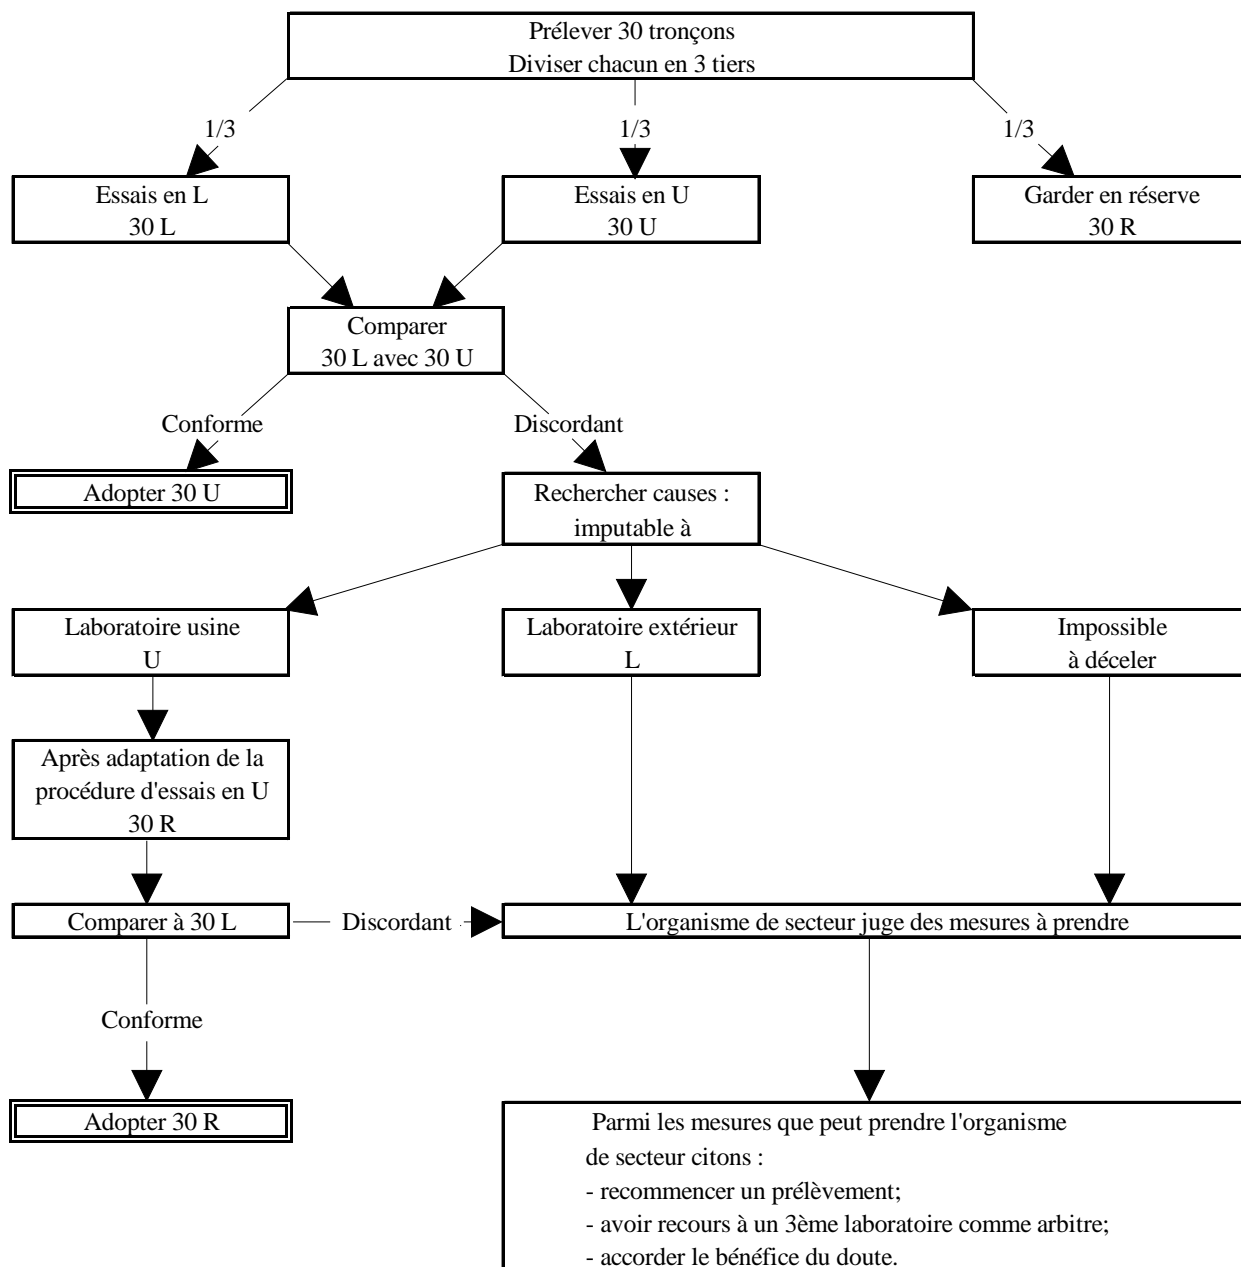 Prélever 30 tronçons
Diviser chacun en 3 tiers
1/3
1/3
1/3
Essais en L
30 L
Essais en U
30 U
Garder en réserve
30 R
Comparer
30 L avec 30 U
Conforme
Discordant
Adopter 30 U
Rechercher causes :
imputable à
Laboratoire usine
U
Laboratoire extérieur
L
Impossible
à déceler
Après adaptation de la
procédure d'essais en U
30 R
Comparer à 30 L
Discordant
L'organisme de secteur juge des mesures à prendre
Conforme
Adopter 30 R
Parmi les mesures que peut prendre l'organisme
de secteur citons :
- recommencer un prélèvement;
- avoir recours à un 3ème laboratoire comme arbitre;
- accorder le bénéfice du doute.